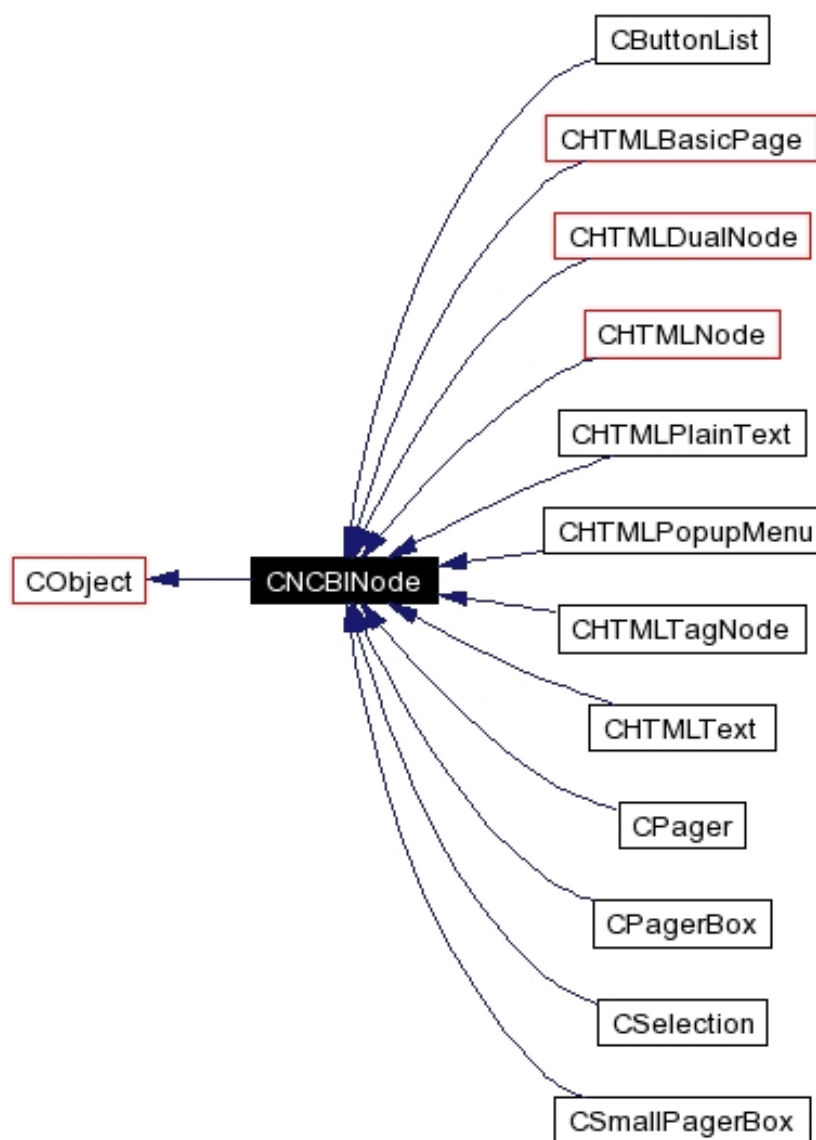 CButtonList
CHTMLBasicPage
CHTMLDualNode
CHTMLNode
CHTMLPlainText
CHTMLPopupMenu
CObject
CNCBINode
CHTMLTagNode
CHTMLText
CPager
CPagerBox
CSelection
CSmallPagerBox